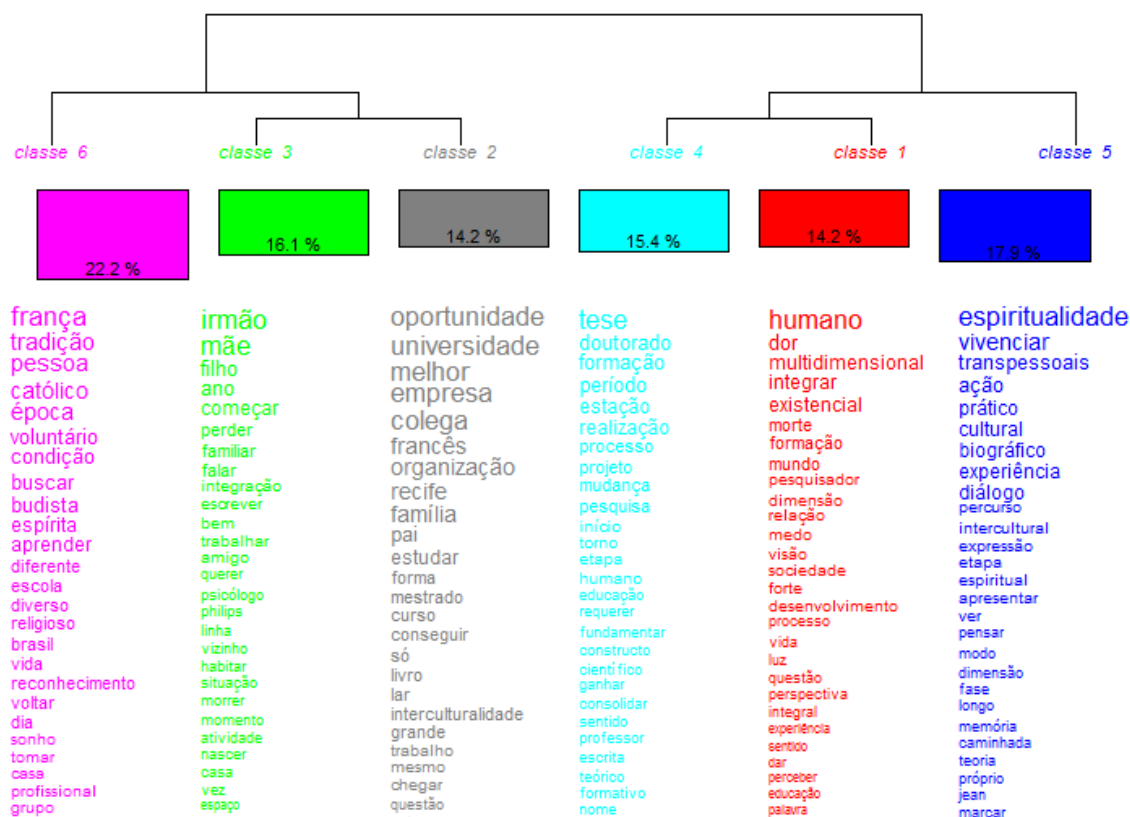 classe 6
classe 3
classe 2
classe 4
classe 1
classe 5
22.2 %
16.1 %
14.2 %
15.4 %
14.2 %
17.9 %
frança
tradição
pessoa
católico
época
voluntário
condição
buscar
budista
espírita
aprender
diferente
escola
diverso
religioso
brasil
vida
reconhecimento
voltar
dia
sonho
tomar
casa
profissional
grupo
irmão
mãe
filho
ano
começar
perder
familiar
falar
integração
escrever
bem
trabalhar
amigo
querer
psicólogo
philips
linha
vizinho
habitar
situação
morrer
momento
atividade
nascer
casa
vez
espaço
oportunidade
universidade
melhor
empresa
colega
francês
organização
recife
família
pai
estudar
forma
mestrado
curso
conseguir
só
livro
lar
interculturalidade
grande
trabalho
mesmo
chegar
questão
tese
doutorado
formação
período
estação
realização
processo
projeto
mudança
pesquisa
início
torno
etapa
humano
educação
requerer
fundamentar
constructo
científico
ganhar
consolidar
sentido
professor
escrita
teórico
formativo
nome
humano
dor
multidimensional
integrar
existencial
morte
formação
mundo
pesquisador
dimensão
relação
medo
visão
sociedade
forte
desenvolvimento
processo
vida
luz
questão
perspectiva
integral
experiência
sentido
dar
perceber
educação
palavra
espiritualidade
vivenciar
transpessoais
ação
prático
cultural
biográfico
experiência
diálogo
percurso
intercultural
expressão
etapa
espiritual
apresentar
ver
pensar
modo
dimensão
fase
longo
memória
caminhada
teoria
próprio
jean
marcar